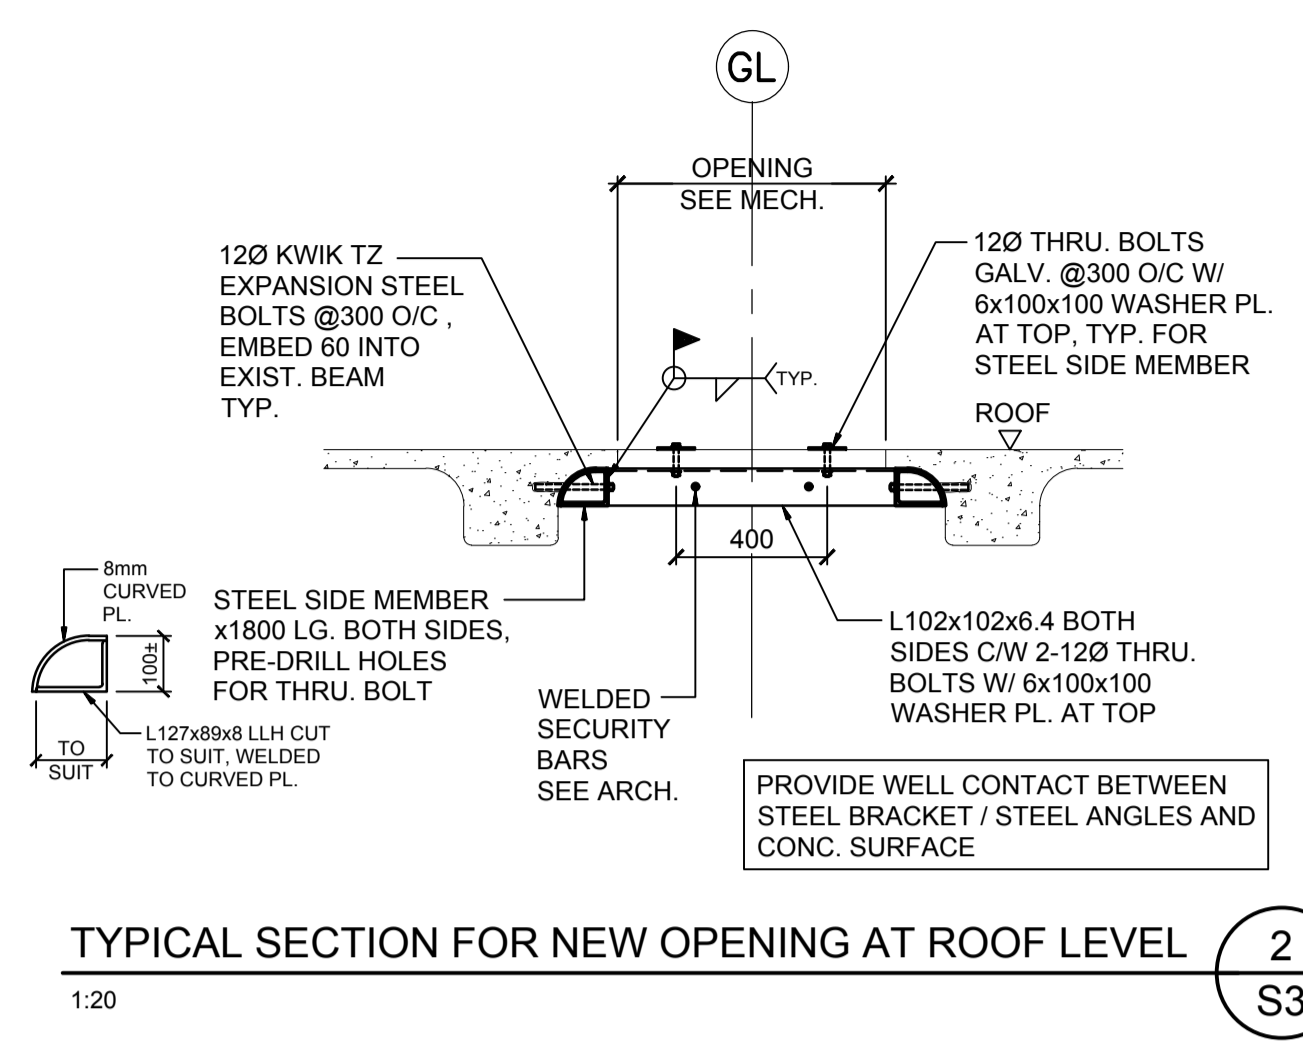 GL
OPENING
SEE MECH.
12Ø KWIK TZ
EXPANSION STEEL
BOLTS @300 O/C ,
EMBED 60 INTO
EXIST. BEAM
TYP.
12Ø THRU. BOLTS
GALV. @300 O/C W/
6x100x100 WASHER PL.
AT TOP, TYP. FOR
STEEL SIDE MEMBER
TYP.
ROOF
400
8mm
CURVED
PL.
100±
TO
SUIT
L127x89x8 LLH CUT
TO SUIT, WELDED
TO CURVED PL.
STEEL SIDE MEMBER
x1800 LG. BOTH SIDES,
PRE-DRILL HOLES
FOR THRU. BOLT
WELDED
SECURITY
BARS
SEE ARCH.
L102x102x6.4 BOTH
SIDES C/W 2-12Ø THRU.
BOLTS W/ 6x100x100
WASHER PL. AT TOP
PROVIDE WELL CONTACT BETWEEN
STEEL BRACKET / STEEL ANGLES AND
CONC. SURFACE
TYPICAL SECTION FOR NEW OPENING AT ROOF LEVEL
1:20
2
S3